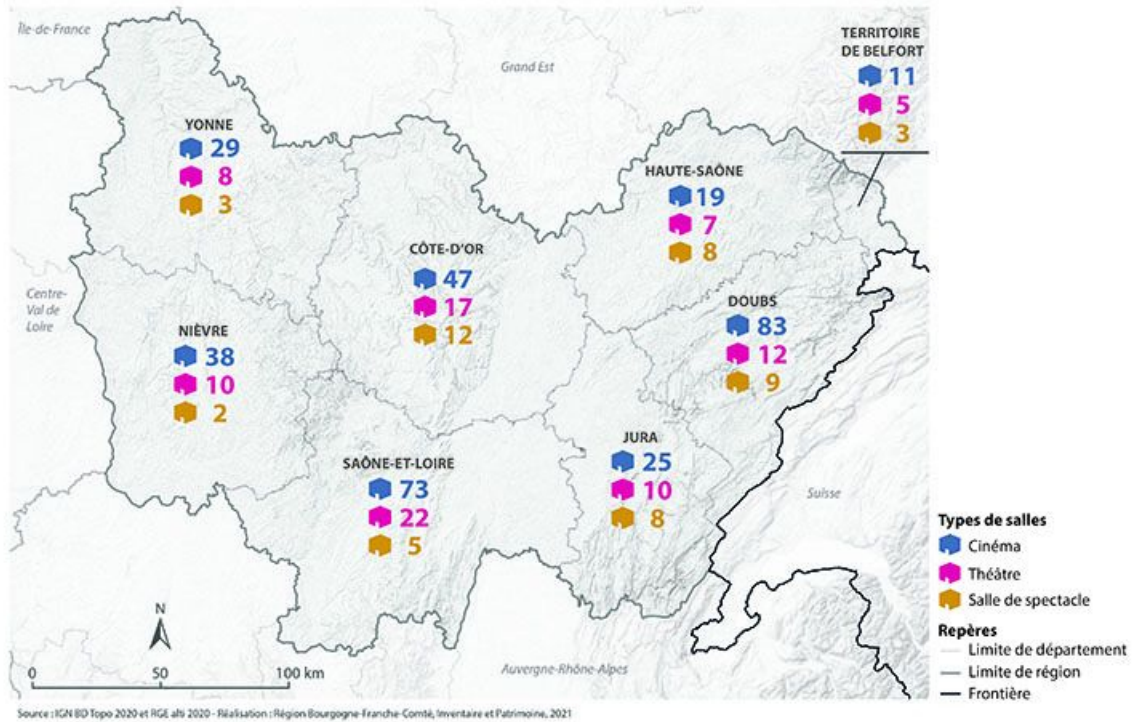 Île-de-France
Grand Est
TERRITOIRE
DE BELFORT
11
5
3
YONNE
29
8
3
HAUTE-SAÔNE
19
7
8
CÔTE-D'OR
47
17
12
Centre-
Val de
Loire
NIÈVRE
38
10
2
DOUBS
83
12
9
SAÔNE-ET-LOIRE
73
22
5
JURA
25
10
8
Suisse
Auvergne-Rhône-Alpes
N
0 50 100 km
Types de salles
Cinéma
Théâtre
Salle de spectacle
Repères
Limite de département
Limite de région
Frontière
Source : IGN BD Topo 2020 et RGE alti 2020 - Réalisation : Région Bourgogne-Franche-Comté, Inventaire et Patrimoine, 2021